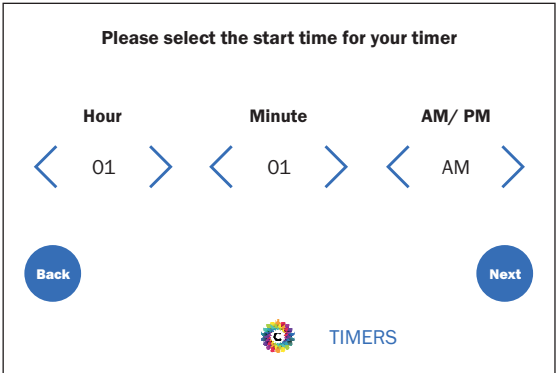 Please select the start time for your timer
Hour Minute AM/ PM
01 01 AM
Back Next
C TIMERS